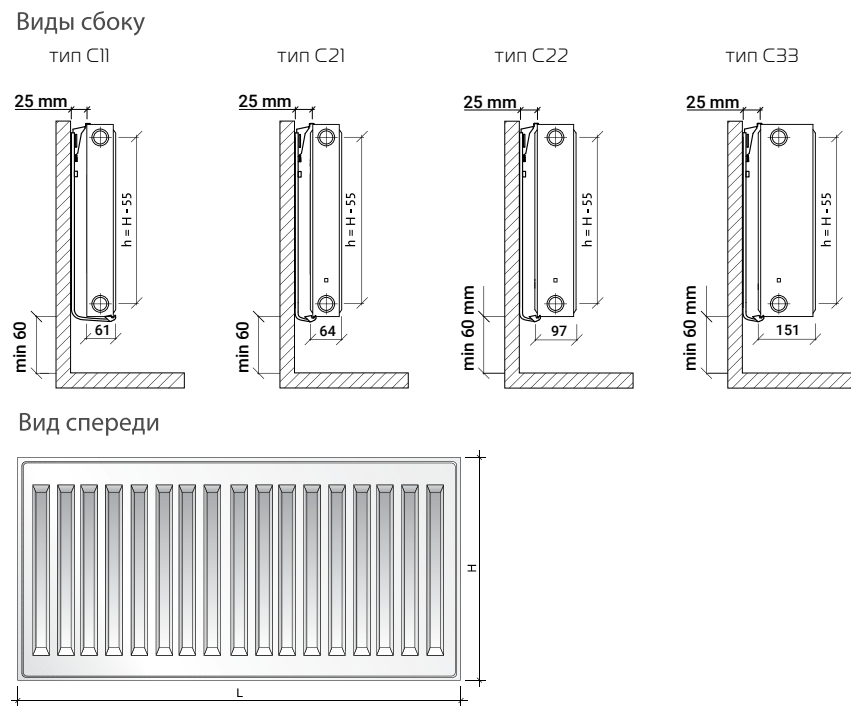 Виды сбоку
тип C11
тип C21
тип C22
тип C33
25 mm
25 mm
25 mm
25 mm
h = H - 55
h = H - 55
h = H - 55
h = H - 55
min 60
61
min 60
64
min 60 mm
97
min 60 mm
151
Вид спереди
H
L